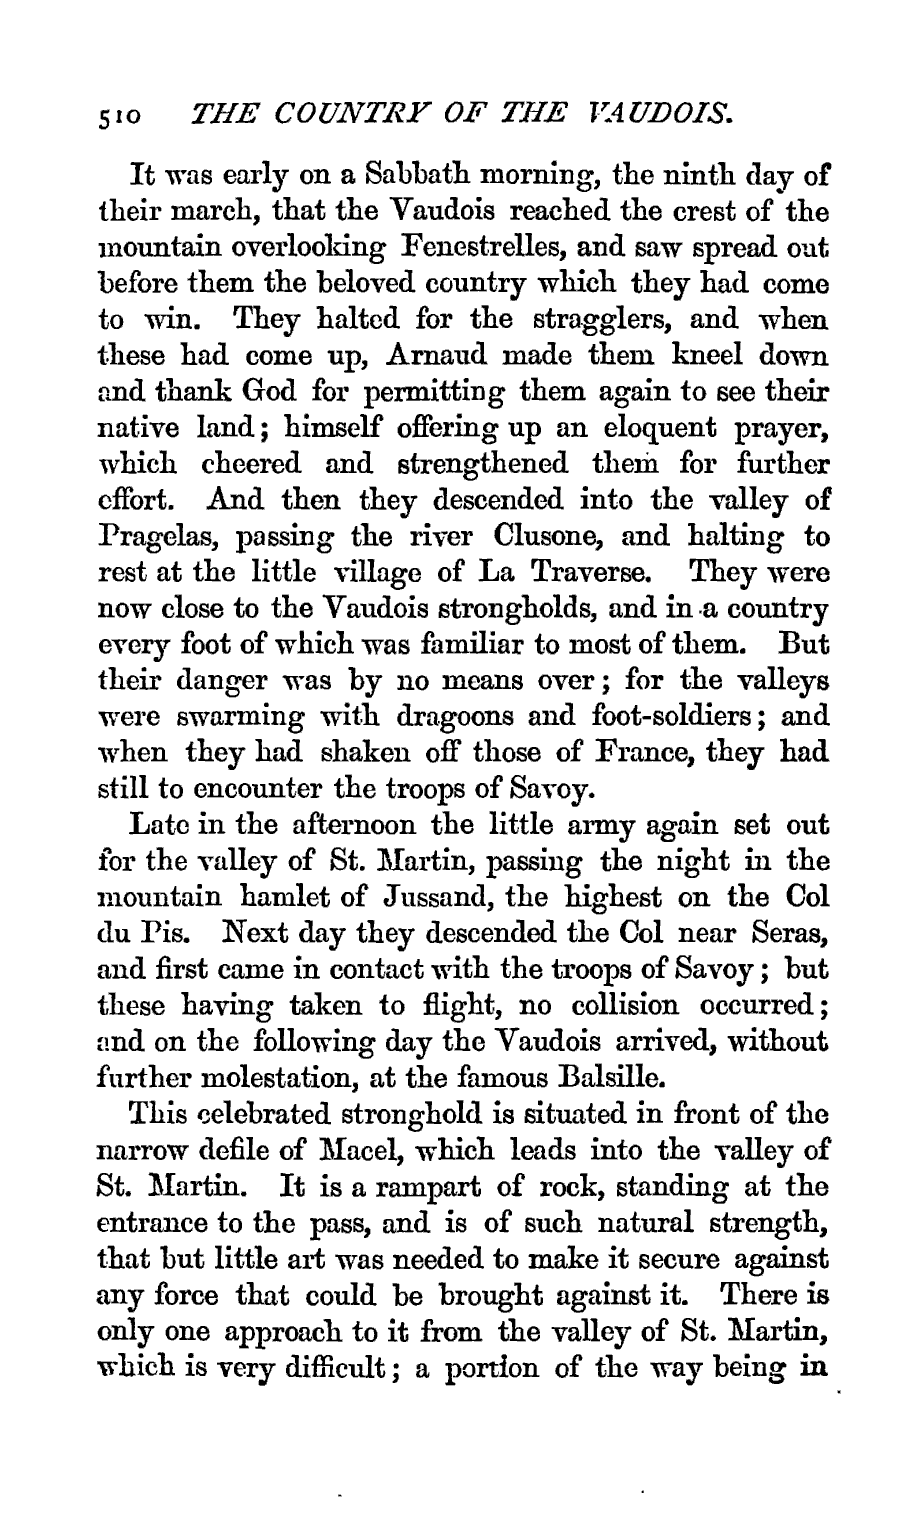 510 THE COUNTRY OF THE VAUDOIS.
It was early on a Sabbath morning, the ninth day of
their march, that the Vaudois reached the crest of the
mountain overlooking Fenestrelles, and saw spread out
before them the beloved country which they had come
to win. They halted for the stragglers, and when
these had come up, Arnaud made them kneel down
and thank God for permitting them again to see their
native land; himself offering up an eloquent prayer,
which cheered and strengthened them for further
effort. And then they descended into the valley of
Pragelas, passing the river Clusone, and halting to
rest at the little village of La Traverse. They were
now close to the Vaudois strongholds, and in a country
every foot of which was familiar to most of them. But
their danger was by no means over; for the valleys
were swarming with dragoons and foot-soldiers; and
when they had shaken off those of France, they had
still to encounter the troops of Savoy.
Late in the afternoon the little army again set out
for the valley of St. Martin, passing the night in the
mountain hamlet of Jussand, the highest on the Col
du Pis. Next day they descended the Col near Seras,
and first came in contact with the troops of Savoy; but
these having taken to flight, no collision occurred;
and on the following day the Vaudois arrived, without
further molestation, at the famous Balsille.
This celebrated stronghold is situated in front of the
narrow defile of Macel, which leads into the valley of
St. Martin. It is a rampart of rock, standing at the
entrance to the pass, and is of such natural strength,
that but little art was needed to make it secure against
any force that could be brought against it. There is
only one approach to it from the valley of St. Martin,
which is very difficult; a portion of the way being in